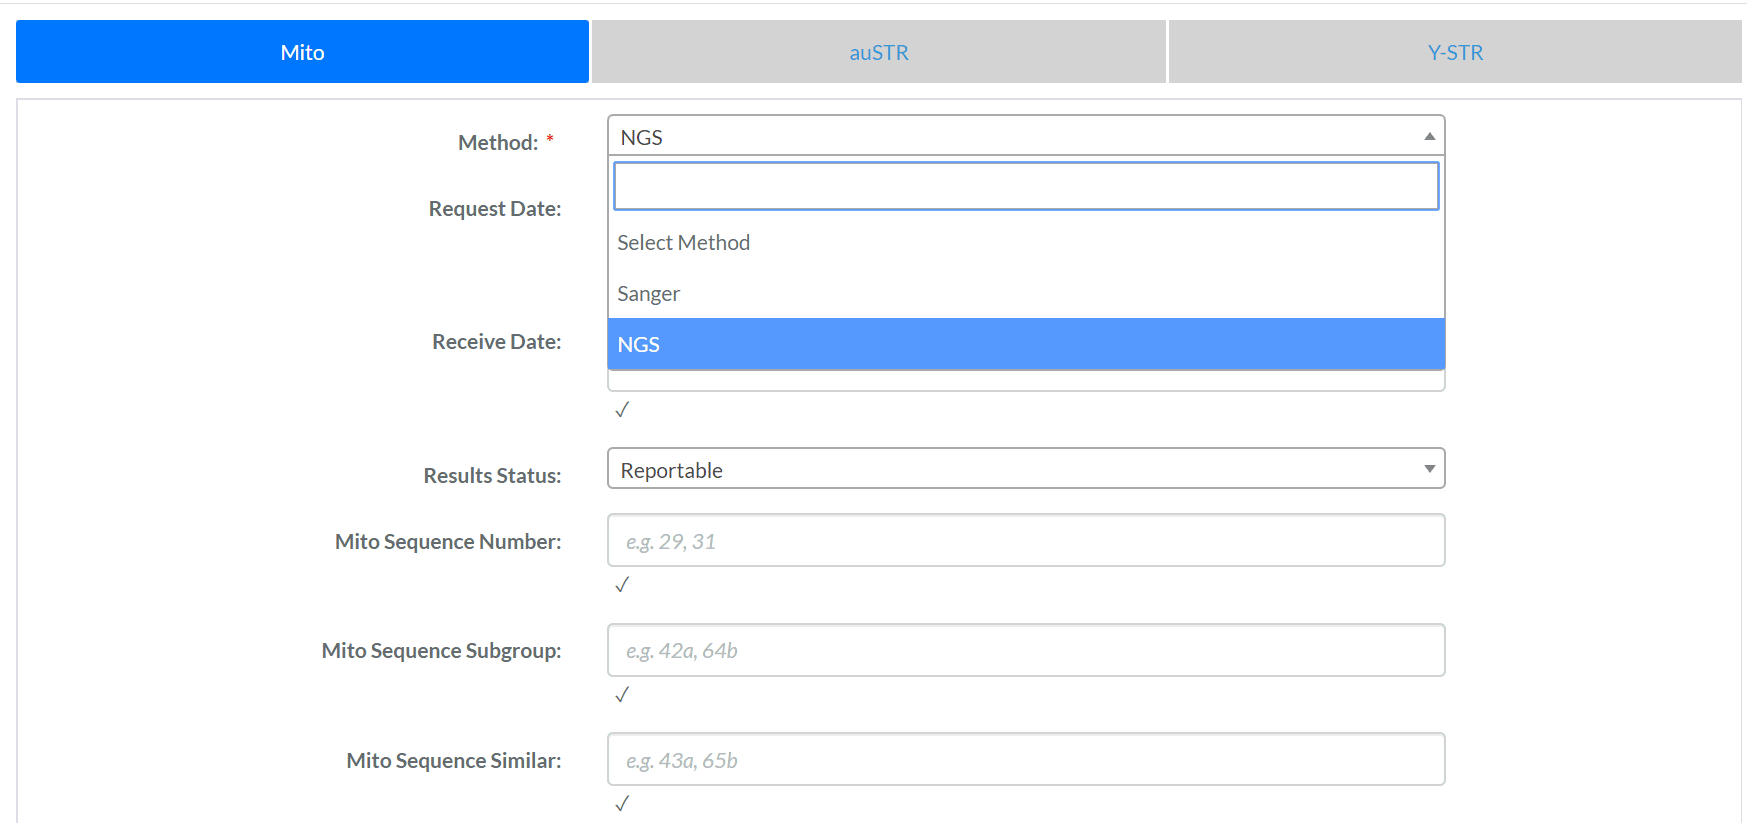 Mito
auSTR
Y-STR
Method: *
NGS
Request Date:
Select Method
Sanger
NGS
Receive Date:
✓
Results Status:
Reportable
Mito Sequence Number:
e.g. 29, 31
✓
Mito Sequence Subgroup:
e.g. 42a, 64b
✓
Mito Sequence Similar:
e.g. 43a, 65b
✓